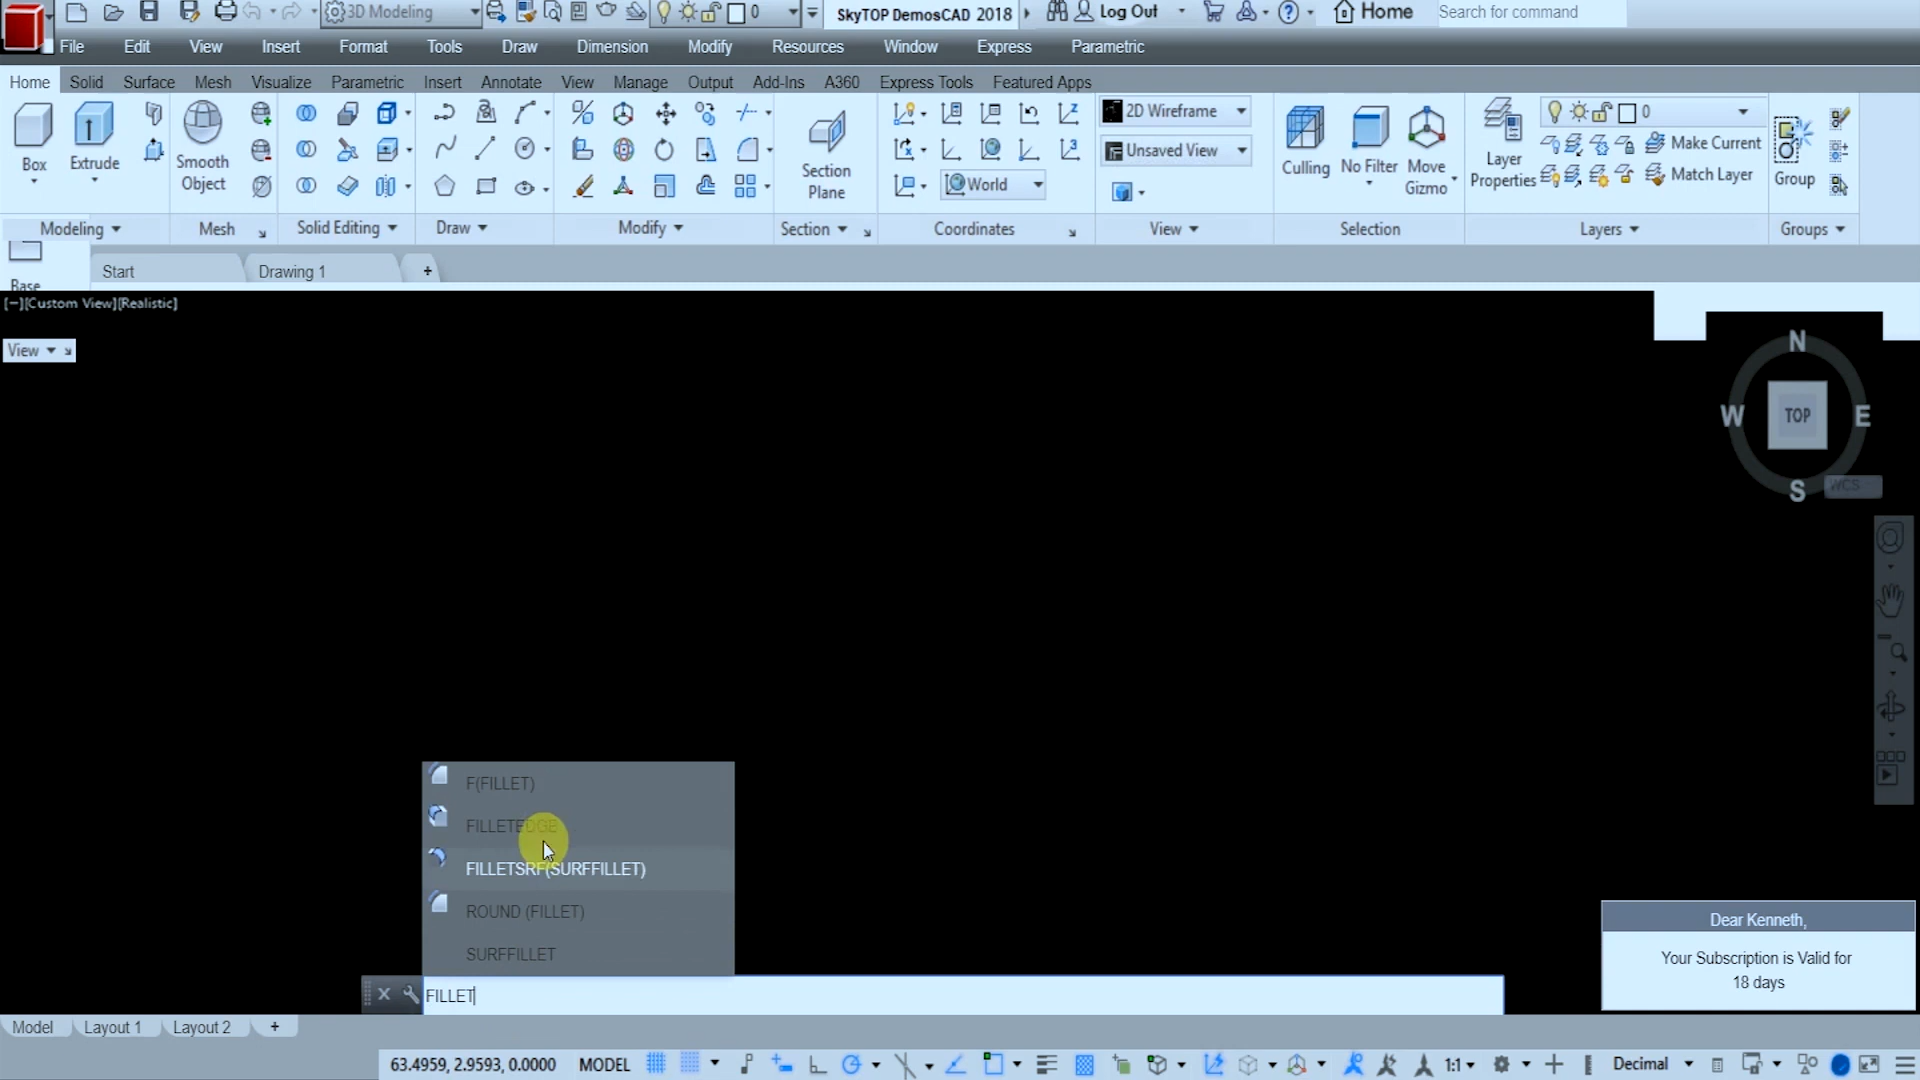 3D Modeling 0 SkyTOP DemosCAD 2018 Log Out Home Search for command
File Edit View Insert Format Tools Draw Dimension Modify Resources Window Express Parametric
Home Solid Surface Mesh Visualize Parametric Insert Annotate View Manage Output Add-Ins A360 Express Tools Featured Apps
Box
Extrude
Smooth
Object
Section
Plane
World
2D Wireframe
Unsaved View
Culling
No Filter
Move
Gizmo
Layer
Properties
0
Make Current
Match Layer
Group
Modeling Mesh Solid Editing Draw Modify Section Coordinates View Selection Layers Groups
Base
Start Drawing 1 +
[−][Custom View][Realistic]
View
N
W TOP E
S
WCS
F(FILLET)
FILLETEDGE
FILLETSRF(SURFFILLET)
ROUND (FILLET)
SURFFILLET
FILLET
Dear Kenneth,
Your Subscription is Valid for
18 days
Model Layout 1 Layout 2 +
63.4959, 2.9593, 0.0000 MODEL 1:1 Decimal